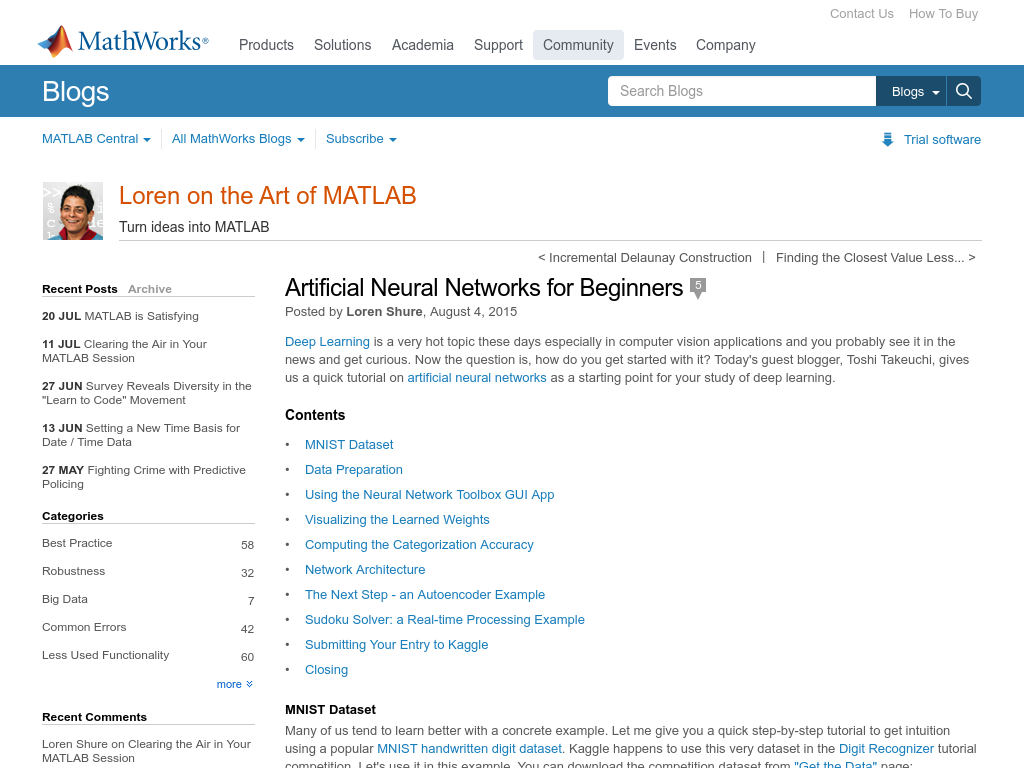 Contact Us How To Buy
MathWorks®
Products Solutions Academia Support Community Events Company
Blogs
Search Blogs
Blogs
MATLAB Central
All MathWorks Blogs
Subscribe
Trial software
Loren on the Art of MATLAB
Turn ideas into MATLAB
< Incremental Delaunay Construction | Finding the Closest Value Less... >
Recent Posts Archive
20 JUL MATLAB is Satisfying
11 JUL Clearing the Air in Your
MATLAB Session
27 JUN Survey Reveals Diversity in the
"Learn to Code" Movement
13 JUN Setting a New Time Basis for
Date / Time Data
27 MAY Fighting Crime with Predictive
Policing
Categories
Best Practice 58
Robustness 32
Big Data 7
Common Errors 42
Less Used Functionality 60
more
Recent Comments
Loren Shure on Clearing the Air in Your
MATLAB Session
Artificial Neural Networks for Beginners 5
Posted by Loren Shure, August 4, 2015
Deep Learning is a very hot topic these days especially in computer vision applications and you probably see it in the
news and get curious. Now the question is, how do you get started with it? Today's guest blogger, Toshi Takeuchi, gives
us a quick tutorial on artificial neural networks as a starting point for your study of deep learning.
Contents
• MNIST Dataset
• Data Preparation
• Using the Neural Network Toolbox GUI App
• Visualizing the Learned Weights
• Computing the Categorization Accuracy
• Network Architecture
• The Next Step - an Autoencoder Example
• Sudoku Solver: a Real-time Processing Example
• Submitting Your Entry to Kaggle
• Closing
MNIST Dataset
Many of us tend to learn better with a concrete example. Let me give you a quick step-by-step tutorial to get intuition
using a popular MNIST handwritten digit dataset. Kaggle happens to use this very dataset in the Digit Recognizer tutorial
competition. Let's use it in this example. You can download the competition dataset from "Get the Data" page: